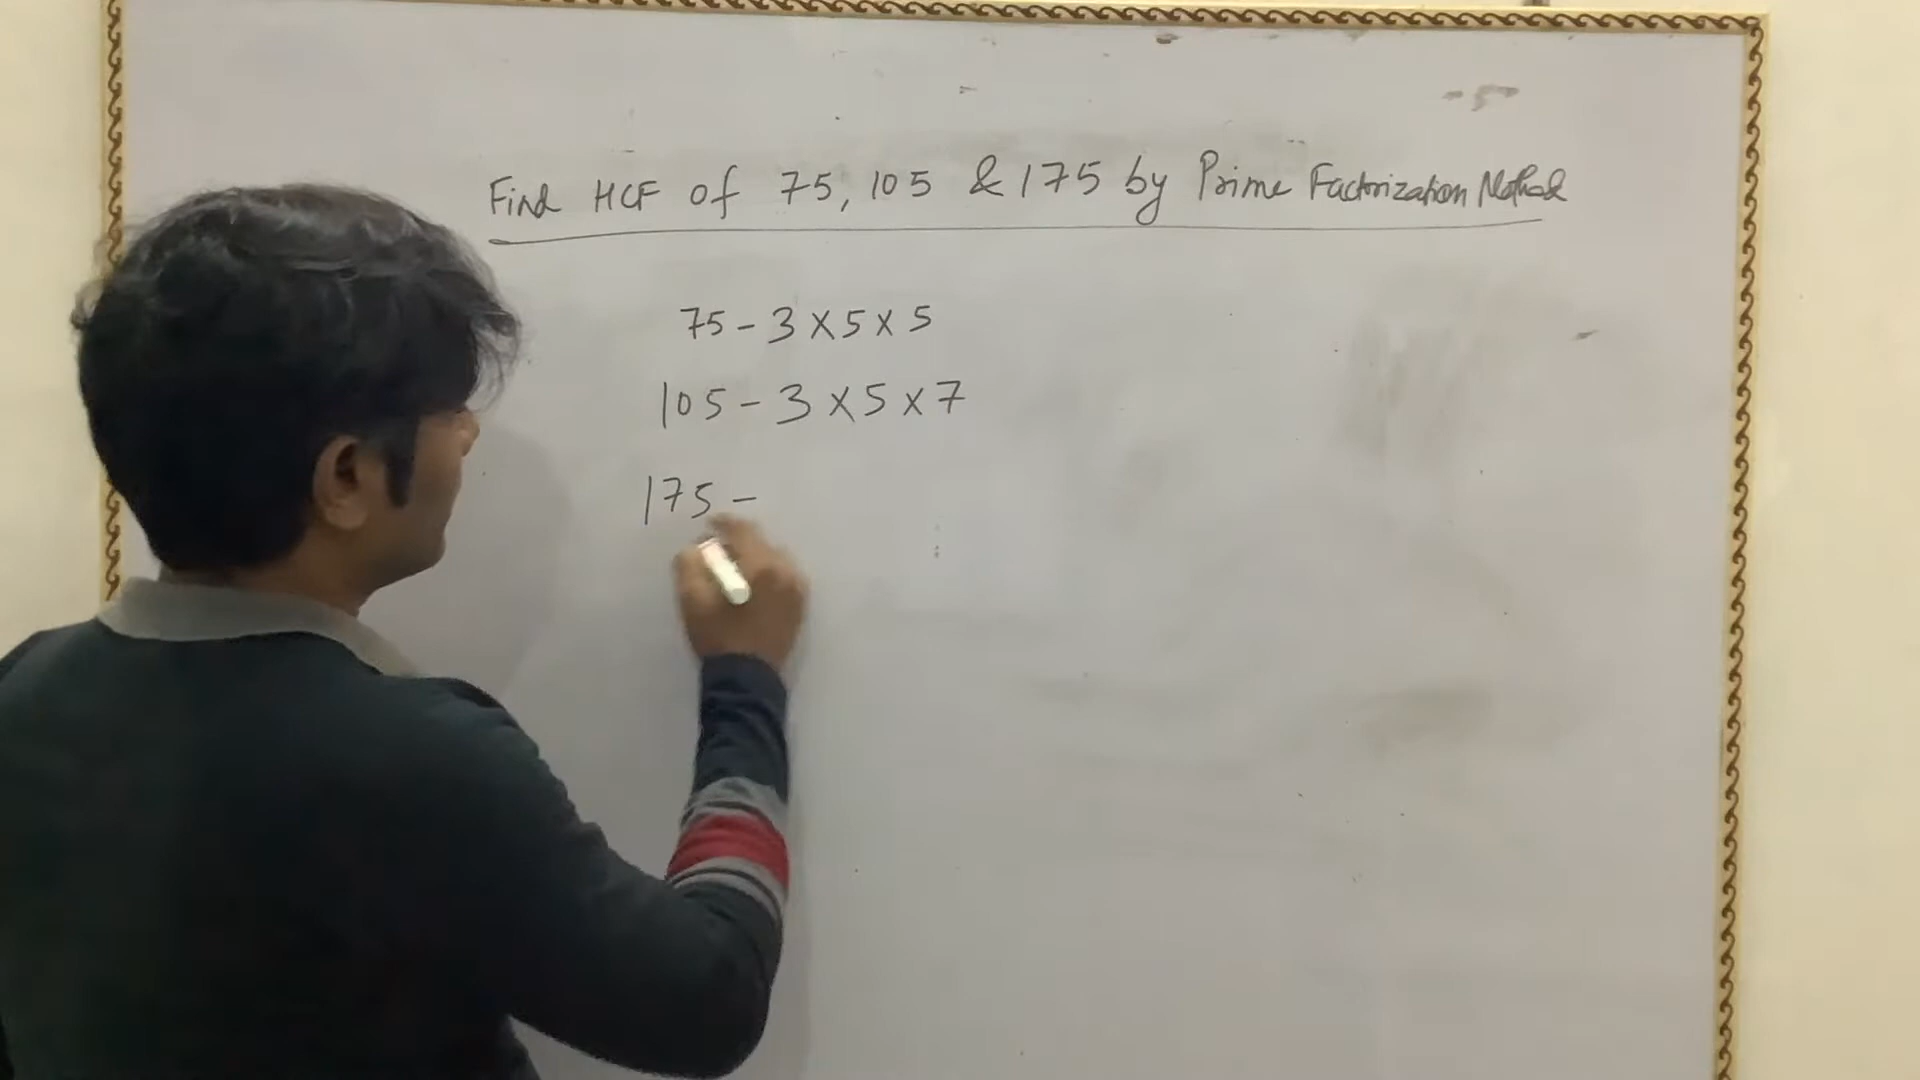 Find HCF of 75, 105 & 175 by Prime Factorization Method
75 - 3 × 5 × 5
105 - 3 × 5 × 7
175 -